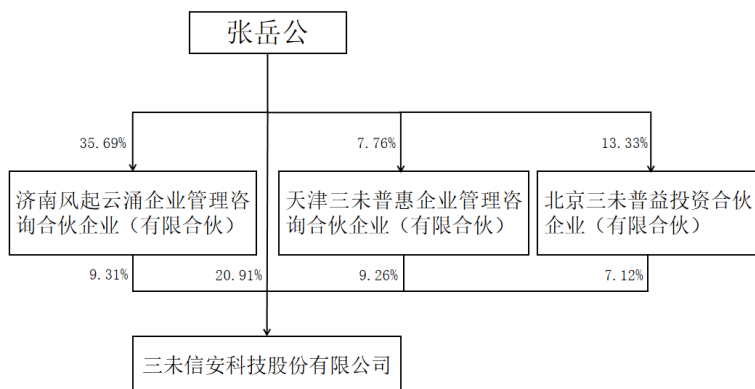 张岳公
35.69%
7.76%
13.33%
济南风起云涌企业管理咨
询合伙企业（有限合伙）
天津三未普惠企业管理咨
询合伙企业（有限合伙）
北京三未普益投资合伙
企业（有限合伙）
9.31%
20.91%
9.26%
7.12%
三未信安科技股份有限公司